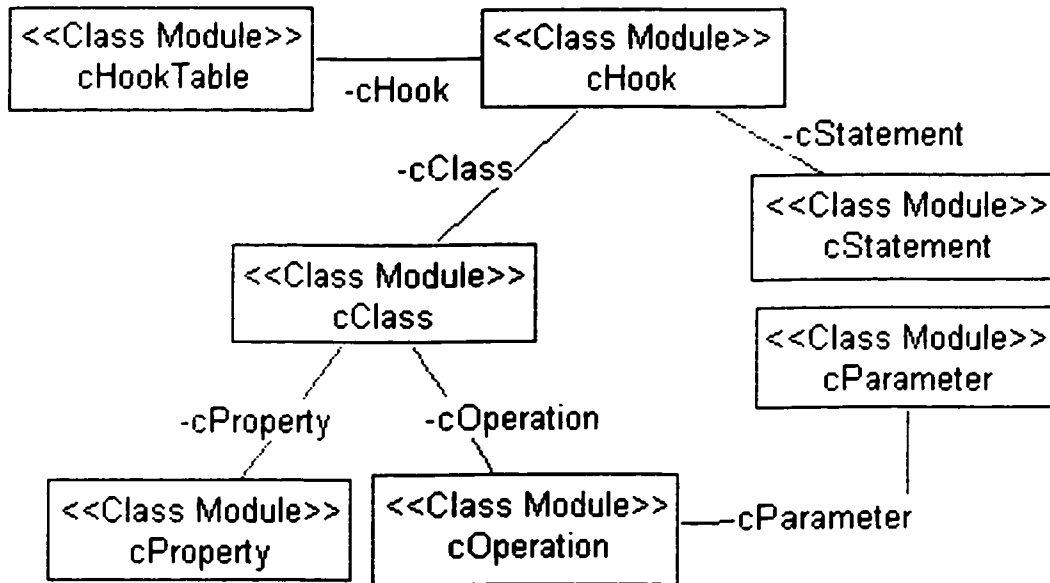 <<Class Module>>
cHookTable
-cHook
<<Class Module>>
cHook
-cClass
-cStatement
<<Class Module>>
cStatement
<<Class Module>>
cClass
<<Class Module>>
cParameter
-cProperty
-cOperation
<<Class Module>>
cProperty
<<Class Module>>
cOperation
-cParameter